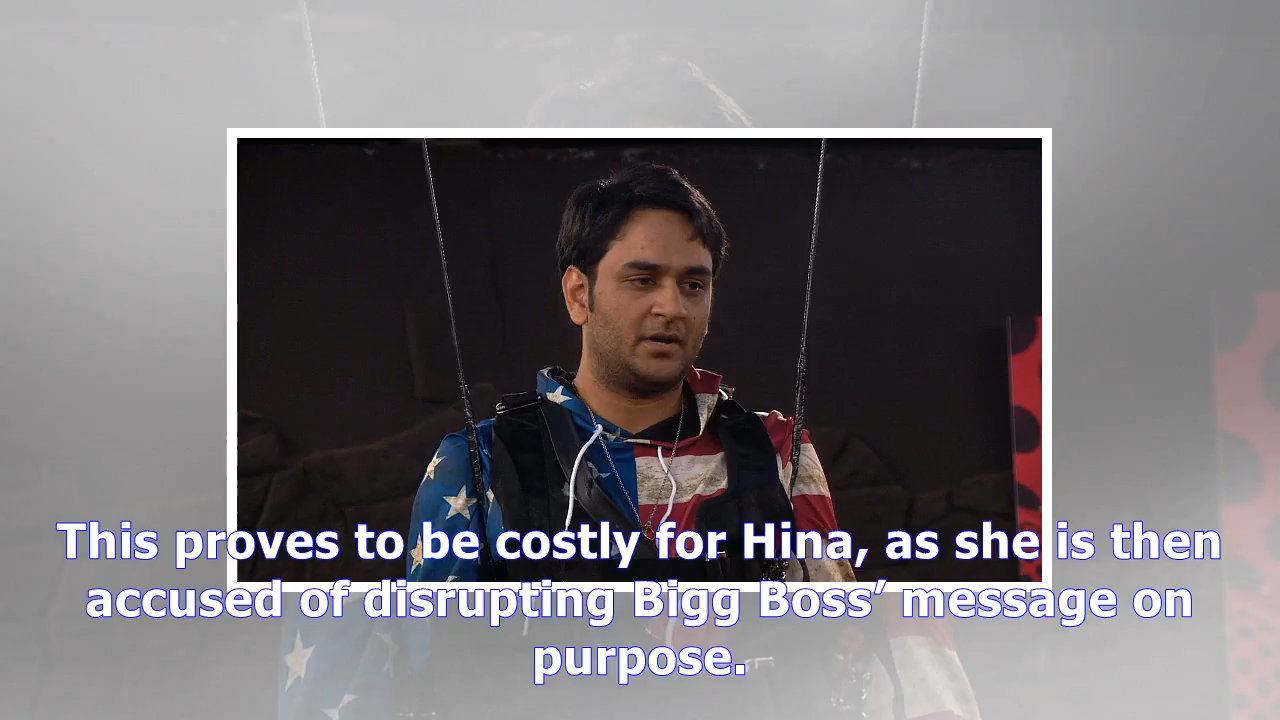 This proves to be costly for Hina, as she is then
accused of disrupting Bigg Boss’ message on
purpose.